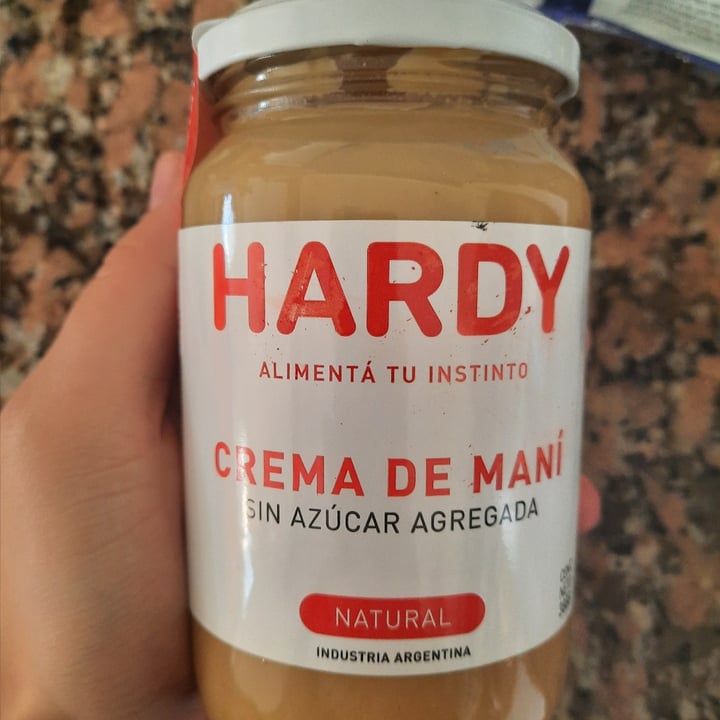 HARDY
ALIMENTÁ TU INSTINTO
CREMA DE MANÍ
SIN AZÚCAR AGREGADA
NATURAL
INDUSTRIA ARGENTINA